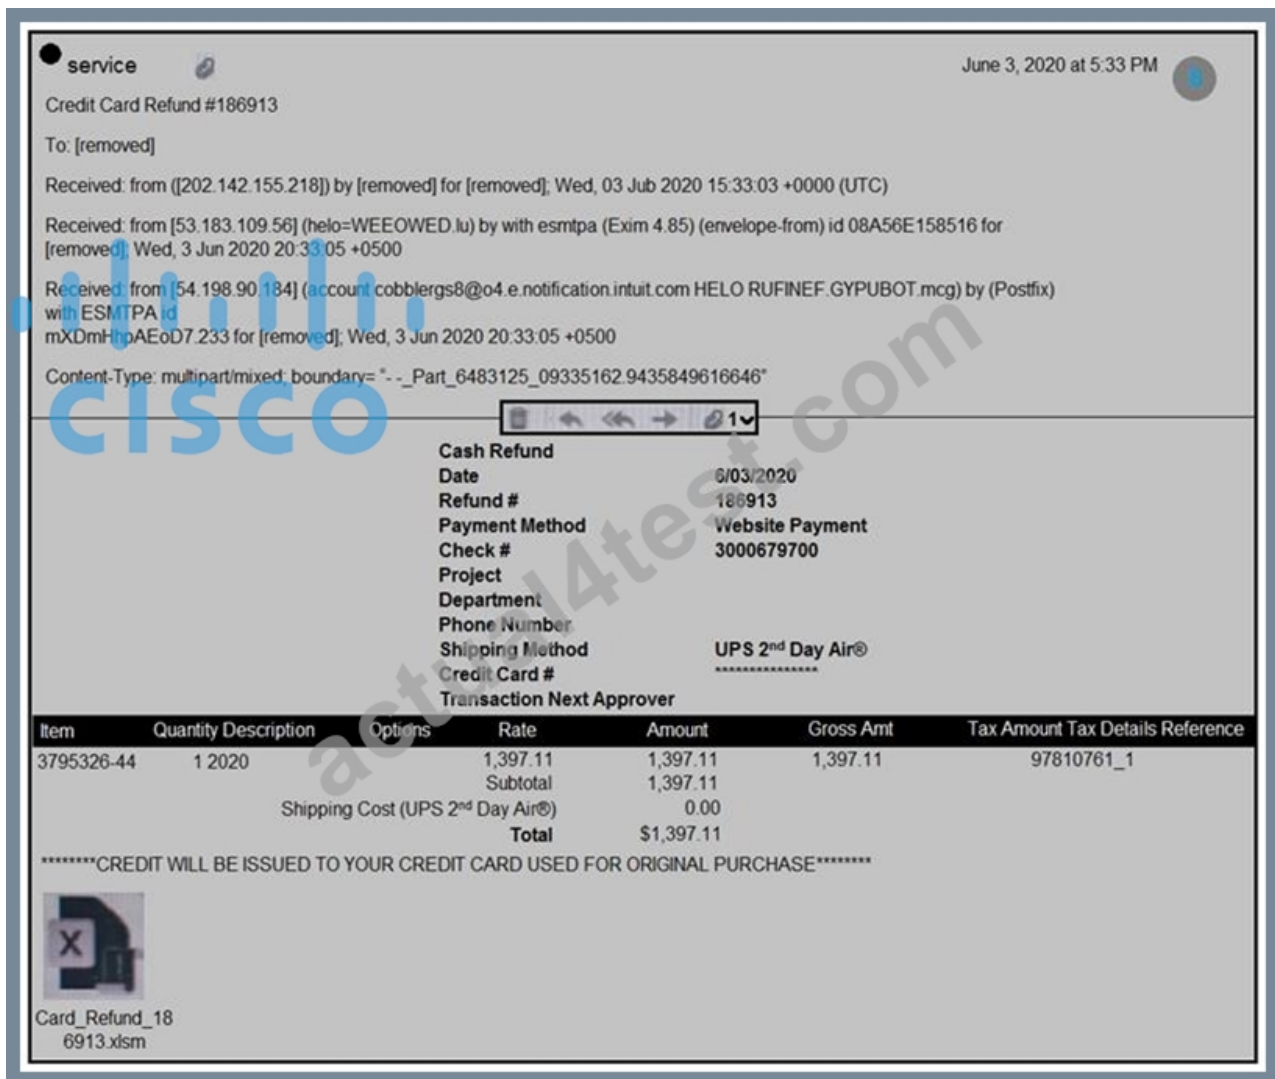 service
June 3, 2020 at 5:33 PM
Credit Card Refund #186913
To: [removed]
Received: from ([202.142.155.218]) by [removed] for [removed]; Wed, 03 Jub 2020 15:33:03 +0000 (UTC)
Received: from [53.183.109.56] (helo=WEEOWED.lu) by with esmtpa (Exim 4.85) (envelope-from) id 08A56E158516 for
[removed]; Wed, 3 Jun 2020 20:33:05 +0500
Received: from [54.198.90.184] (account cobblergs8@o4.e.notification.intuit.com HELO RUFINEF.GYPUBOT.mcg) by (Postfix)
with ESMTPA id
mXDmHhpAEoD7.233 for [removed]; Wed, 3 Jun 2020 20:33:05 +0500
Content-Type: multipart/mixed; boundary= "- -_Part_6483125_09335162.9435849616646"
CISCO
1
Cash Refund
Date 6/03/2020
Refund # 186913
Payment Method Website Payment
Check # 3000679700
Project
Department
Phone Number
Shipping Method UPS 2nd Day Air®
Credit Card # ***************
Transaction Next Approver
Item Quantity Description Options Rate Amount Gross Amt Tax Amount Tax Details Reference
3795326-44 1 2020 1,397.11 1,397.11 1,397.11 97810761_1
Subtotal 1,397.11
Shipping Cost (UPS 2nd Day Air®) 0.00
Total $1,397.11
********CREDIT WILL BE ISSUED TO YOUR CREDIT CARD USED FOR ORIGINAL PURCHASE********
X
Card_Refund_18
6913.xlsm
actual4test.com